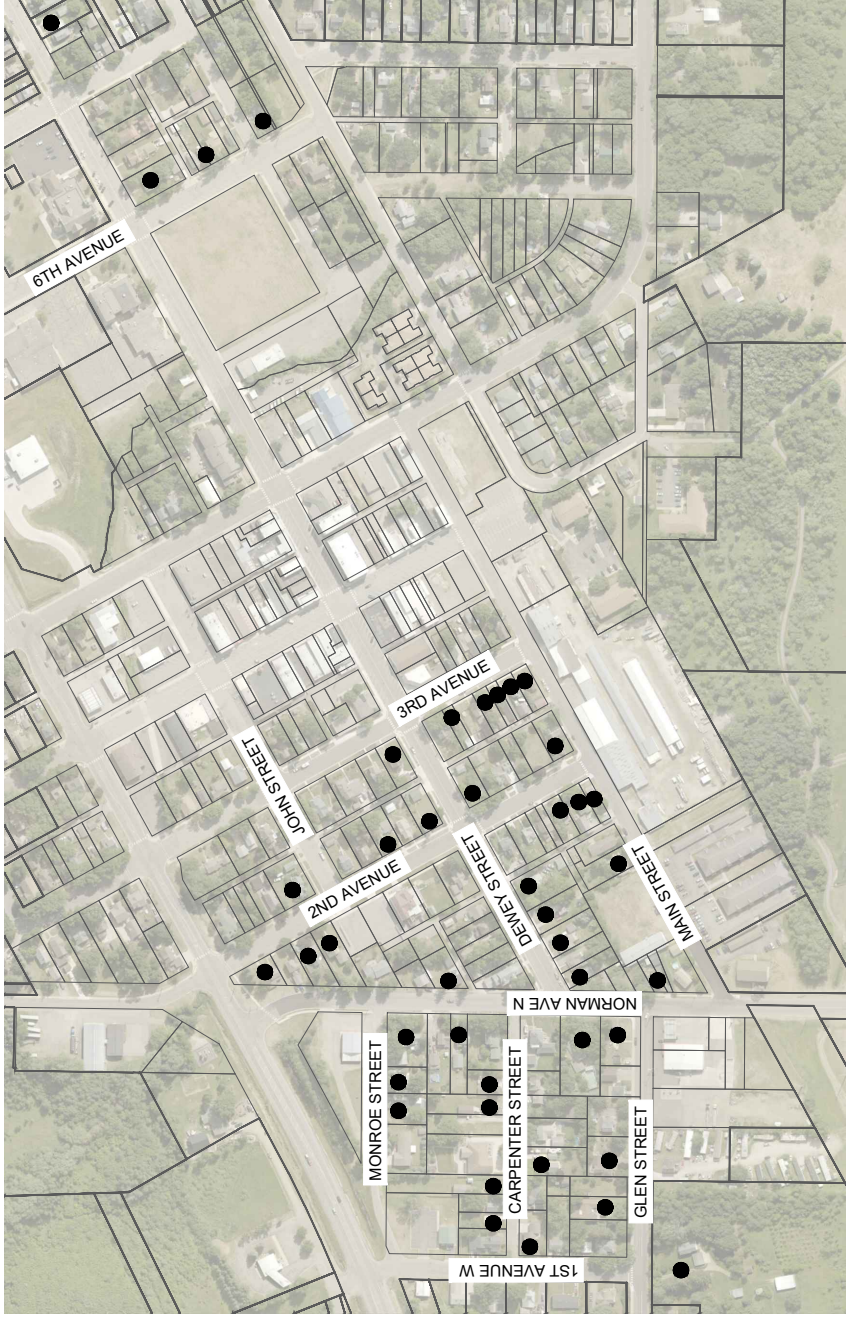 6TH AVENUE
3RD AVENUE
JOHN STREET
2ND AVENUE
DEWEY STREET
MAIN STREET
NORMAN AVE N
MONROE STREET
CARPENTER STREET
GLEN STREET
1ST AVENUE W